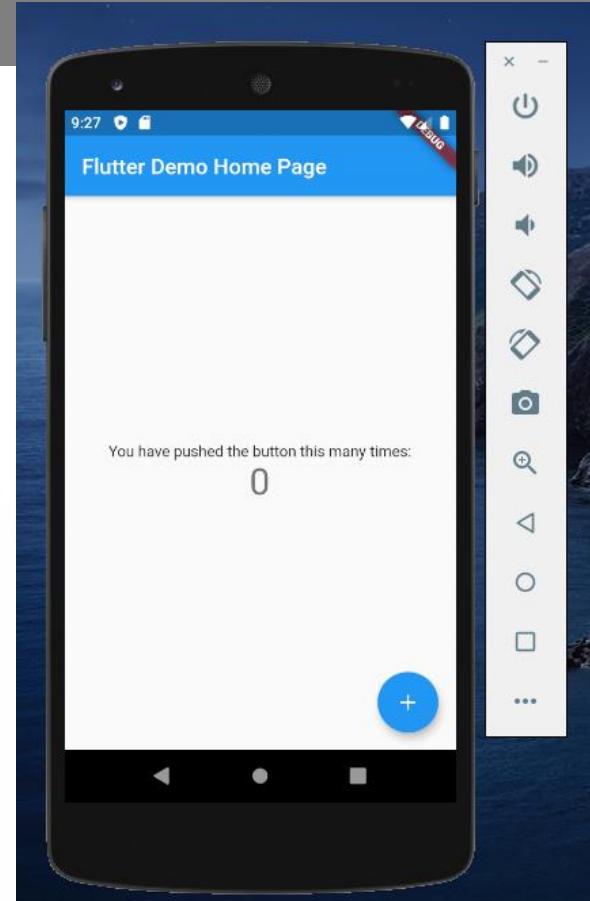 9:27
DEBUG
Flutter Demo Home Page
You have pushed the button this many times:
0